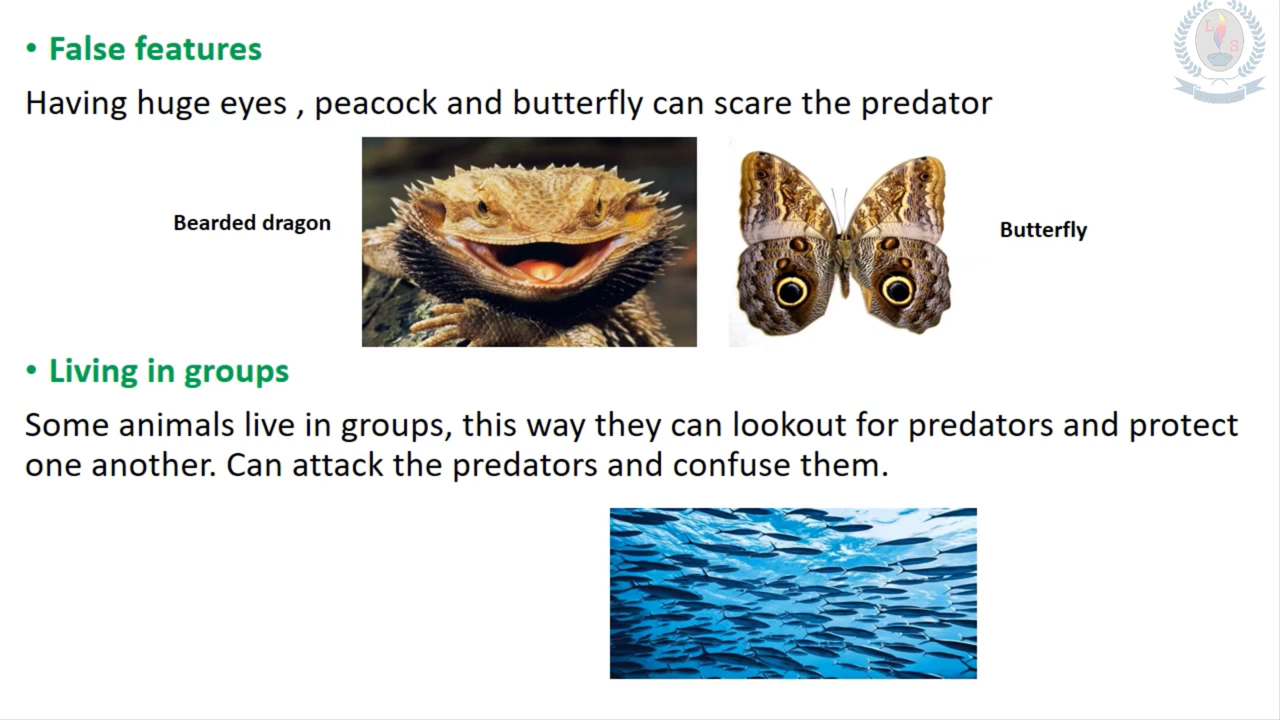 • False features
Having huge eyes , peacock and butterfly can scare the predator
Bearded dragon
Butterfly
• Living in groups
Some animals live in groups, this way they can lookout for predators and protect
one another. Can attack the predators and confuse them.
L S